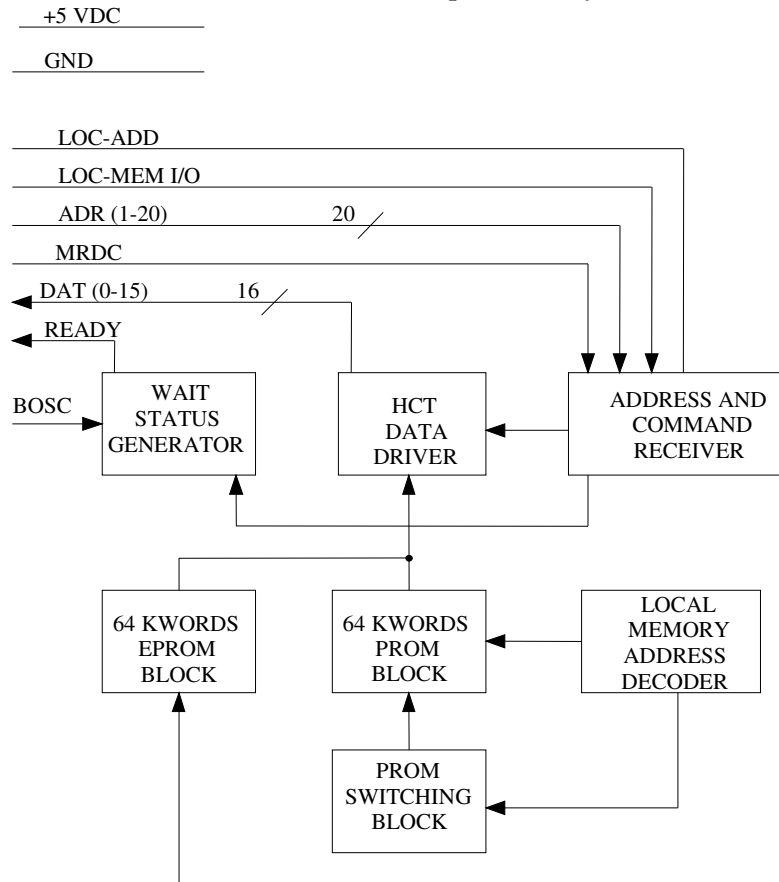 +5 VDC
GND
LOC-ADD
LOC-MEM I/O
ADR (1-20) 20
MRDC
DAT (0-15) 16
READY
BOSC
WAIT
STATUS
GENERATOR
HCT
DATA
DRIVER
ADDRESS AND
COMMAND
RECEIVER
64 KWORDS
EPROM
BLOCK
64 KWORDS
PROM
BLOCK
LOCAL
MEMORY
ADDRESS
DECODER
PROM
SWITCHING
BLOCK